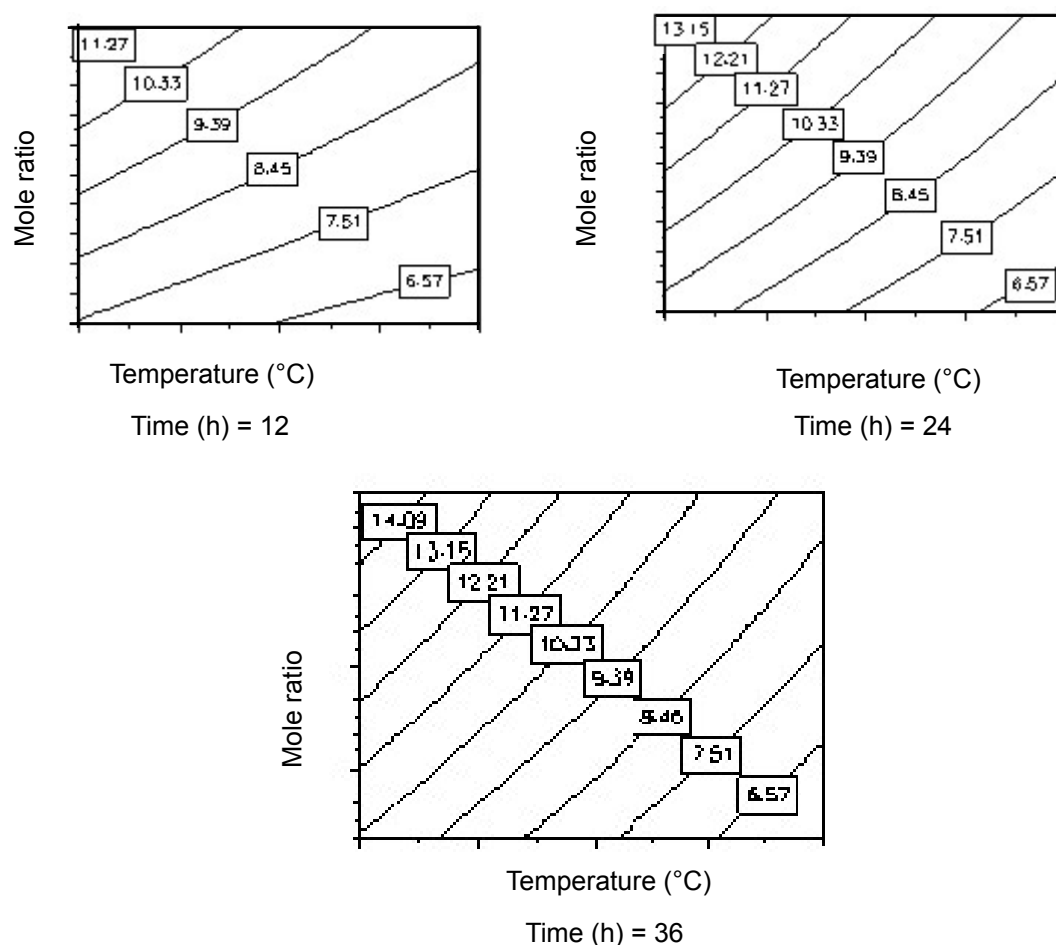 11.27
10.33
9.39
8.45
7.51
6.57
Mole ratio
Temperature (°C)
Time (h) = 12
13.15
12.21
11.27
10.33
9.39
8.45
7.51
6.57
Mole ratio
Temperature (°C)
Time (h) = 24
14.09
13.15
12.21
11.27
10.33
9.39
8.46
7.51
6.57
Mole ratio
Temperature (°C)
Time (h) = 36